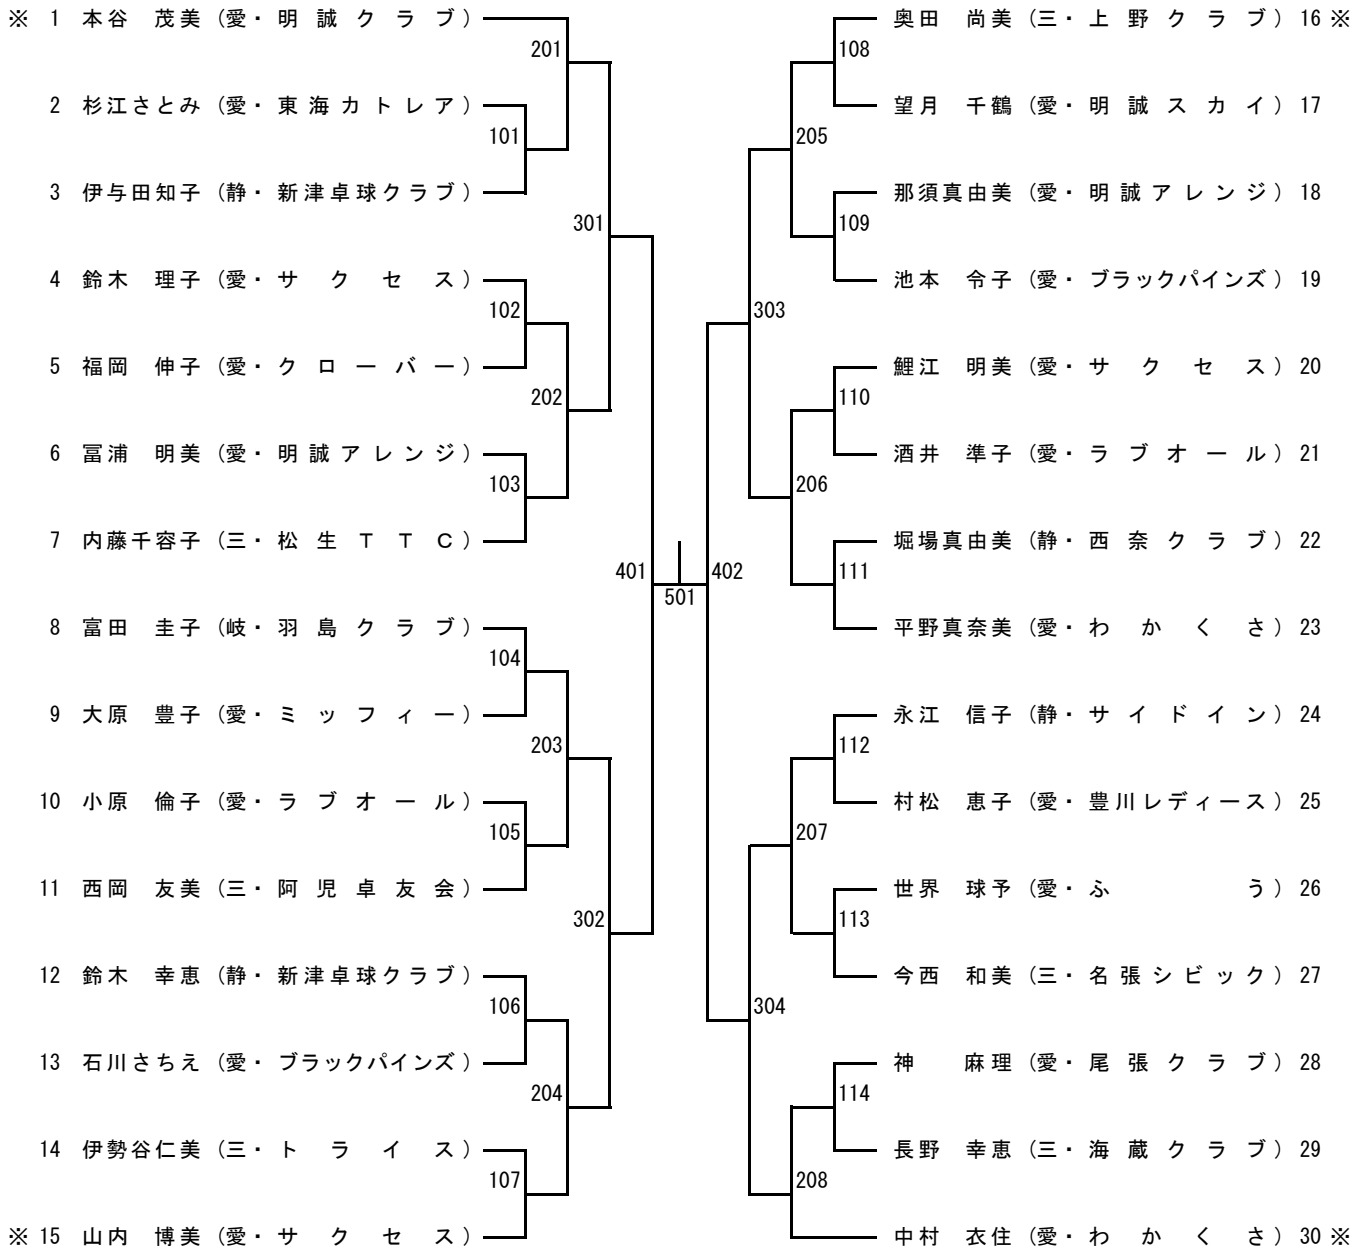 ※ 1 本谷 茂美 (愛・明誠クラブ)
201
2 杉江さとみ (愛・東海カトレア)
101
3 伊与田知子 (静・新津卓球クラブ)
301
4 鈴木 理子 (愛・サクセス)
102
5 福岡 伸子 (愛・クローバー)
202
6 冨浦 明美 (愛・明誠アレンジ)
103
7 内藤千容子 (三・松生TTC)
401
8 富田 圭子 (岐・羽島クラブ)
104
9 大原 豊子 (愛・ミッフィー)
203
10 小原 倫子 (愛・ラブオール)
105
11 西岡 友美 (三・阿児卓友会)
302
12 鈴木 幸恵 (静・新津卓球クラブ)
106
13 石川さちえ (愛・ブラックパインズ)
204
14 伊勢谷仁美 (三・トライス)
107
※ 15 山内 博美 (愛・サクセス)
501
奥田 尚美 (三・上野クラブ) 16 ※
108
望月 千鶴 (愛・明誠スカイ) 17
205
那須真由美 (愛・明誠アレンジ) 18
109
池本 令子 (愛・ブラックパインズ) 19
303
鯉江 明美 (愛・サクセス) 20
110
酒井 準子 (愛・ラブオール) 21
206
堀場真由美 (静・西奈クラブ) 22
402
111
平野真奈美 (愛・わかくさ) 23
永江 信子 (静・サイドイン) 24
112
村松 恵子 (愛・豊川レディース) 25
207
世界 球予 (愛・ふう) 26
113
今西 和美 (三・名張シビック) 27
304
神 麻理 (愛・尾張クラブ) 28
114
長野 幸恵 (三・海蔵クラブ) 29
208
中村 衣住 (愛・わかくさ) 30 ※